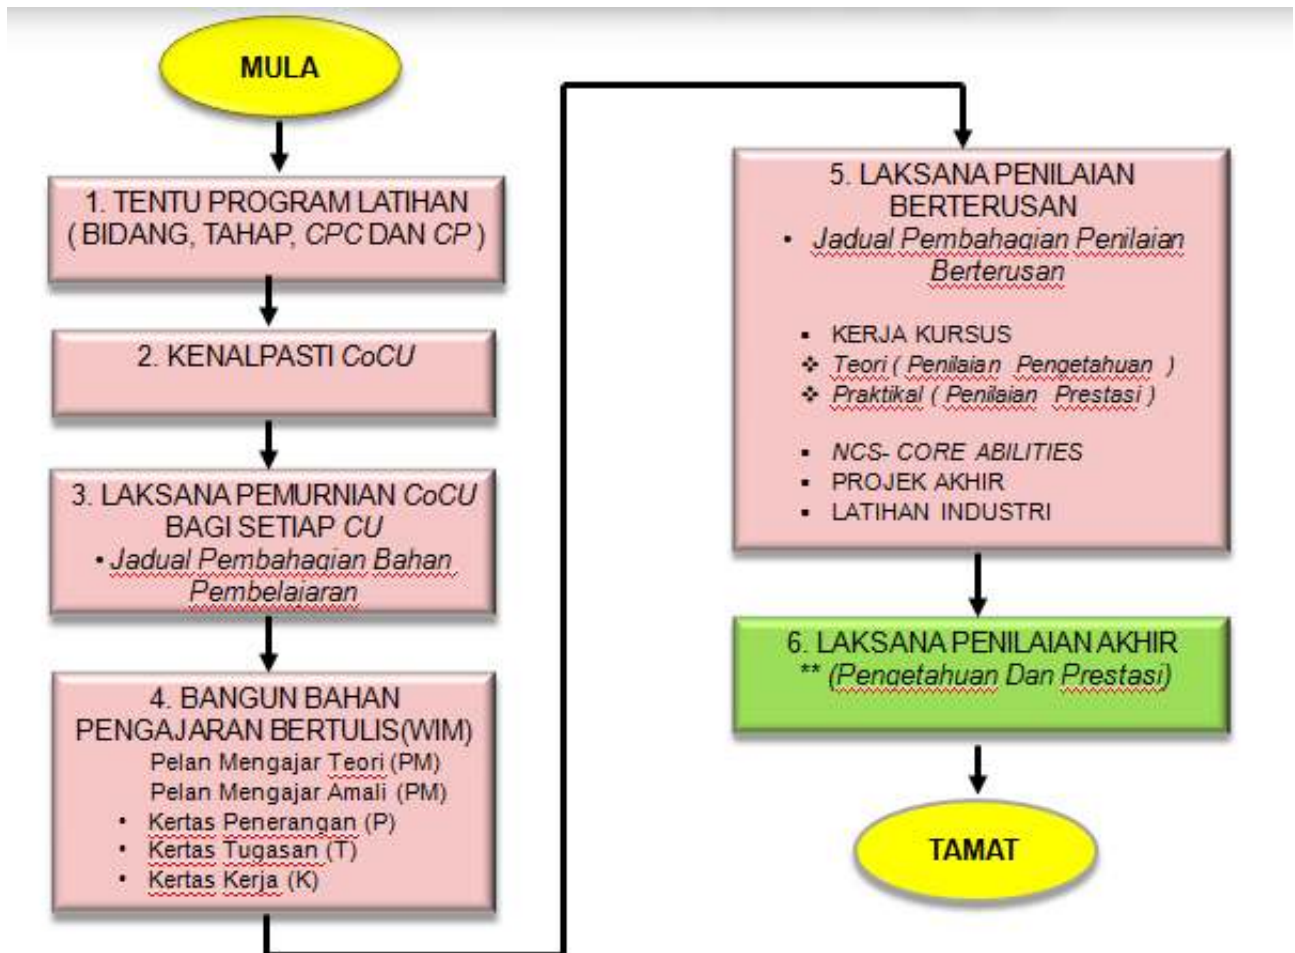 MULA
1. TENTU PROGRAM LATIHAN
( BIDANG, TAHAP, CPC DAN CP )
2. KENALPASTI CoCU
3. LAKSANA PEMURNIAN CoCU
BAGI SETIAP CU
• Jadual Pembahagian Bahan
Pembelajaran
4. BANGUN BAHAN
PENGAJARAN BERTULIS(WIM)
Pelan Mengajar Teori (PM)
Pelan Mengajar Amali (PM)
• Kertas Penerangan (P)
• Kertas Tugasan (T)
• Kertas Kerja (K)
5. LAKSANA PENILAIAN
BERTERUSAN
• Jadual Pembahagian Penilaian
Berterusan
▪ KERJA KURSUS
❖ Teori ( Penilaian Pengetahuan )
❖ Praktikal ( Penilaian Prestasi )
▪ NCS- CORE ABILITIES
▪ PROJEK AKHIR
▪ LATIHAN INDUSTRI
6. LAKSANA PENILAIAN AKHIR
** (Pengetahuan Dan Prestasi)
TAMAT